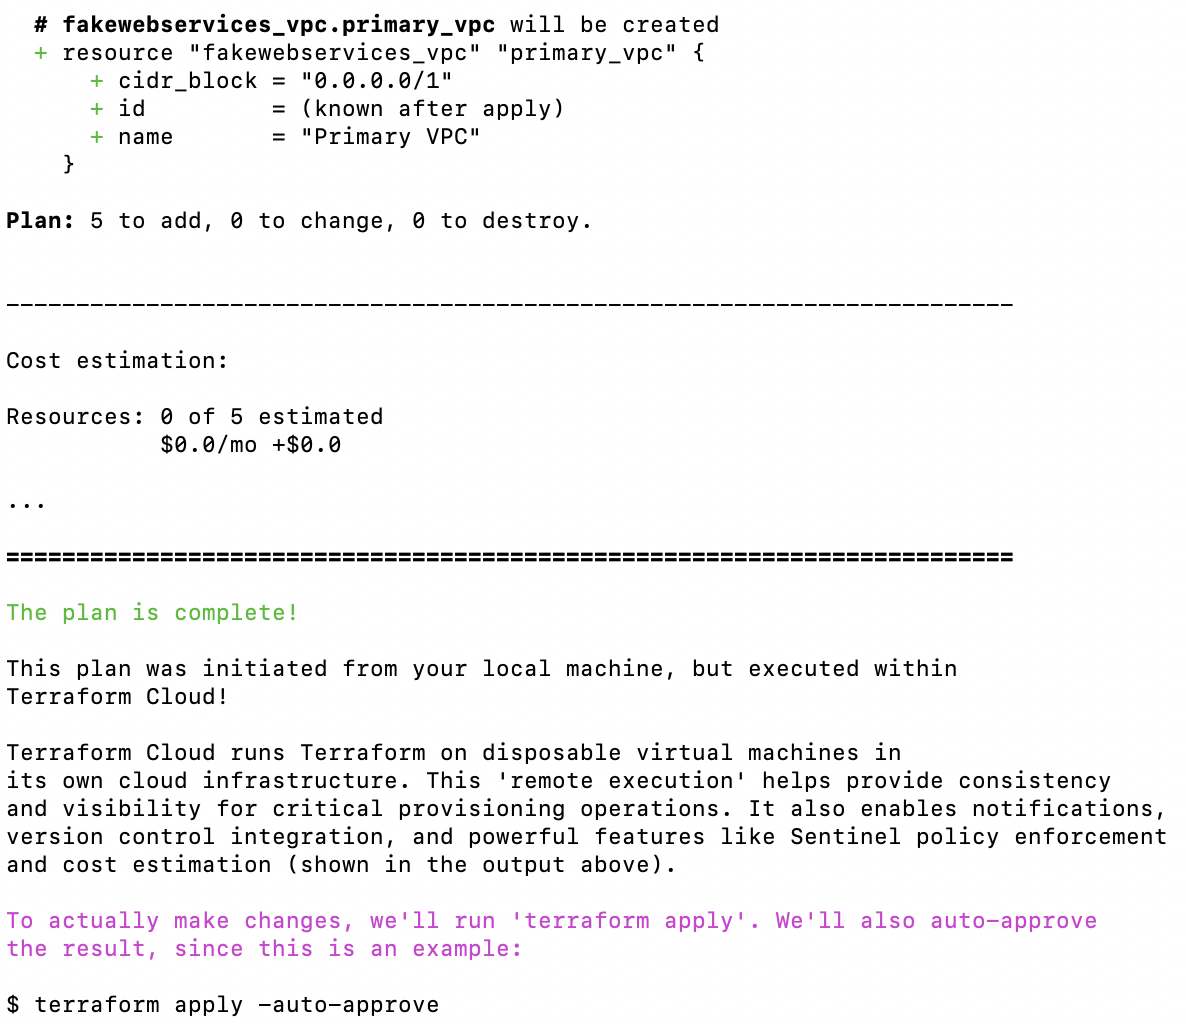 # fakewebservices_vpc.primary_vpc will be created
+ resource "fakewebservices_vpc" "primary_vpc" {
+ cidr_block = "0.0.0.0/1"
+ id = (known after apply)
+ name = "Primary VPC"
}
Plan: 5 to add, 0 to change, 0 to destroy.
------------------------------------------------------------------------
Cost estimation:
Resources: 0 of 5 estimated
$0.0/mo +$0.0
...
========================================================================
The plan is complete!
This plan was initiated from your local machine, but executed within
Terraform Cloud!
Terraform Cloud runs Terraform on disposable virtual machines in
its own cloud infrastructure. This 'remote execution' helps provide consistency
and visibility for critical provisioning operations. It also enables notifications,
version control integration, and powerful features like Sentinel policy enforcement
and cost estimation (shown in the output above).
To actually make changes, we'll run 'terraform apply'. We'll also auto-approve
the result, since this is an example:
$ terraform apply -auto-approve